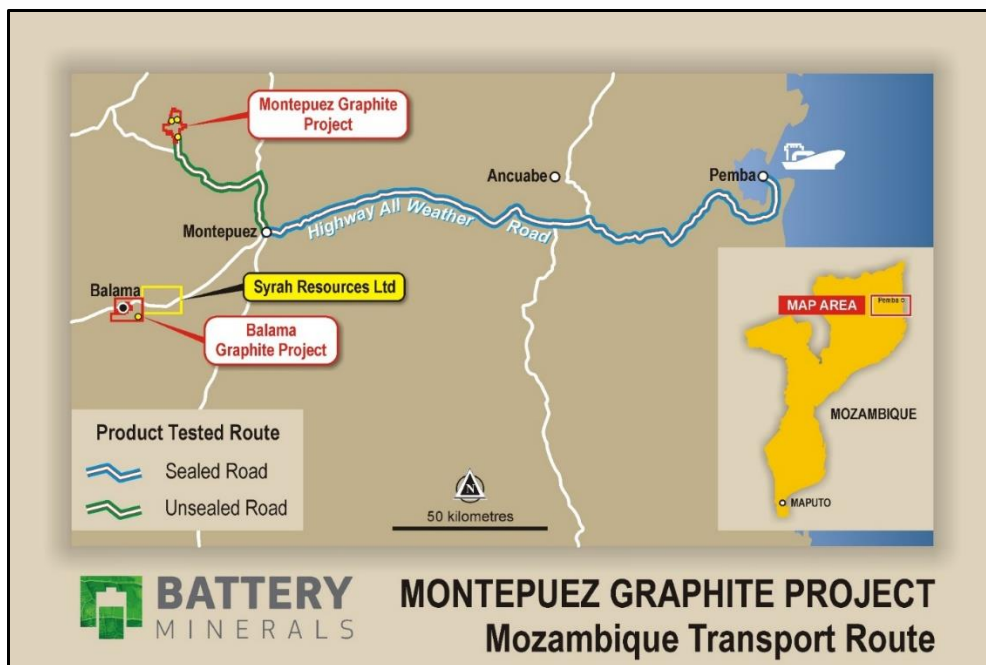 Montepuez Graphite
Project
Ancuabe
Pemba
Montepuez
Highway All Weather Road
Balama
Syrah Resources Ltd
Balama
Graphite Project
MAP AREA
Pemba
MOZAMBIQUE
MAPUTO
Product Tested Route
Sealed Road
Unsealed Road
N
50 kilometres
BATTERY
MINERALS
MONTEPUEZ GRAPHITE PROJECT
Mozambique Transport Route